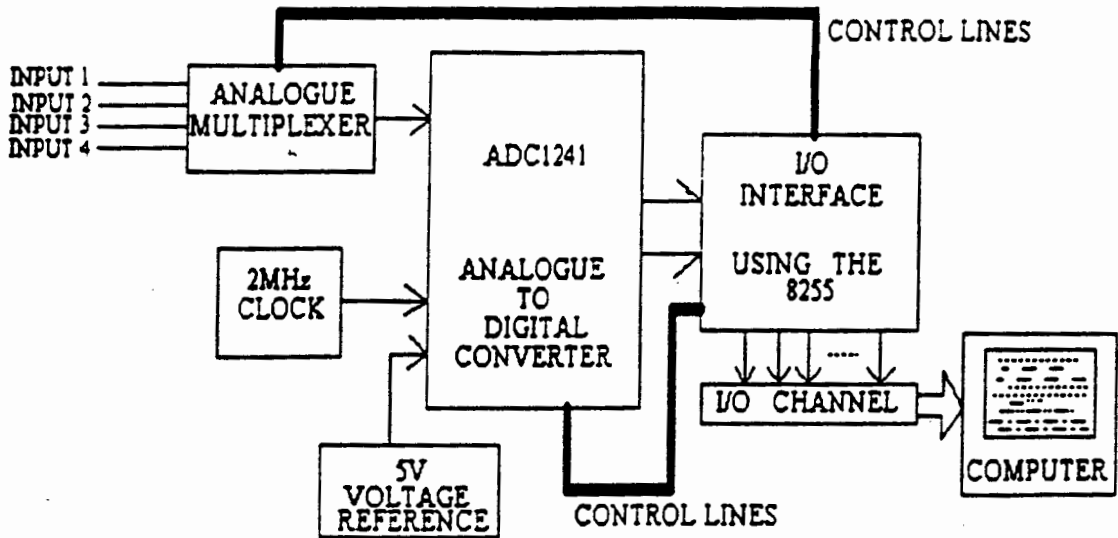 CONTROL LINES
INPUT 1
INPUT 2
INPUT 3
INPUT 4
ANALOGUE
MULTIPLEXER
ADC1241
ANALOGUE
TO
DIGITAL
CONVERTER
I/O
INTERFACE
USING THE
8255
2MHz
CLOCK
I/O CHANNEL
COMPUTER
5V
VOLTAGE
REFERENCE
CONTROL LINES